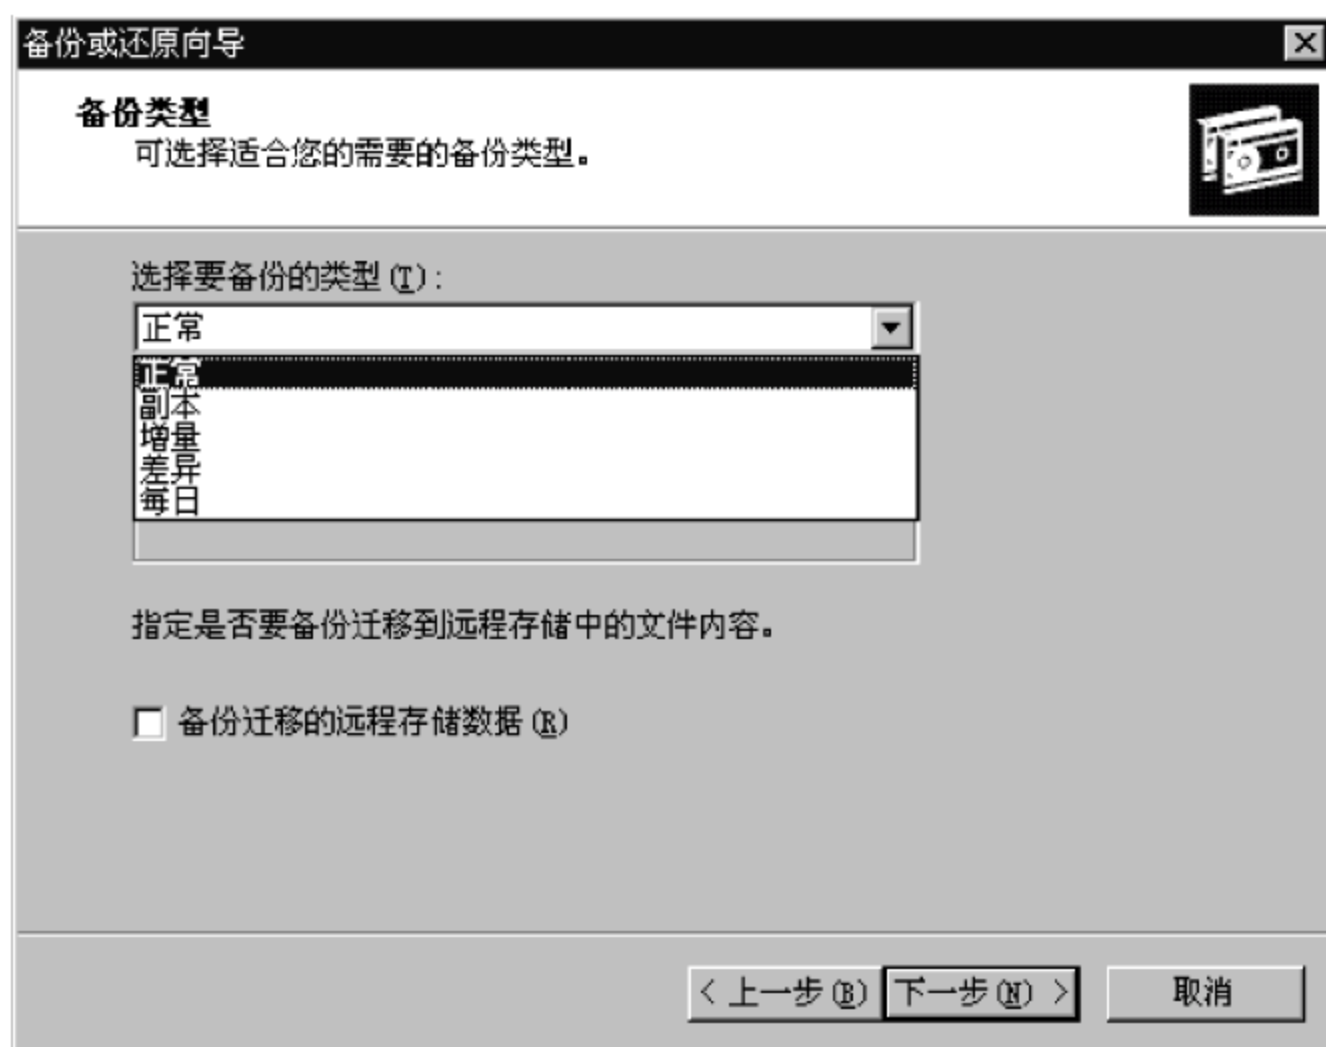 备份或还原向导
备份类型
可选择适合您的需要的备份类型。
选择要备份的类型(T):
正常
正常
副本
增量
差异
每日
指定是否要备份迁移到远程存储中的文件内容。
备份迁移的远程存储数据(R)
< 上一步(B) 下一步(N) > 取消